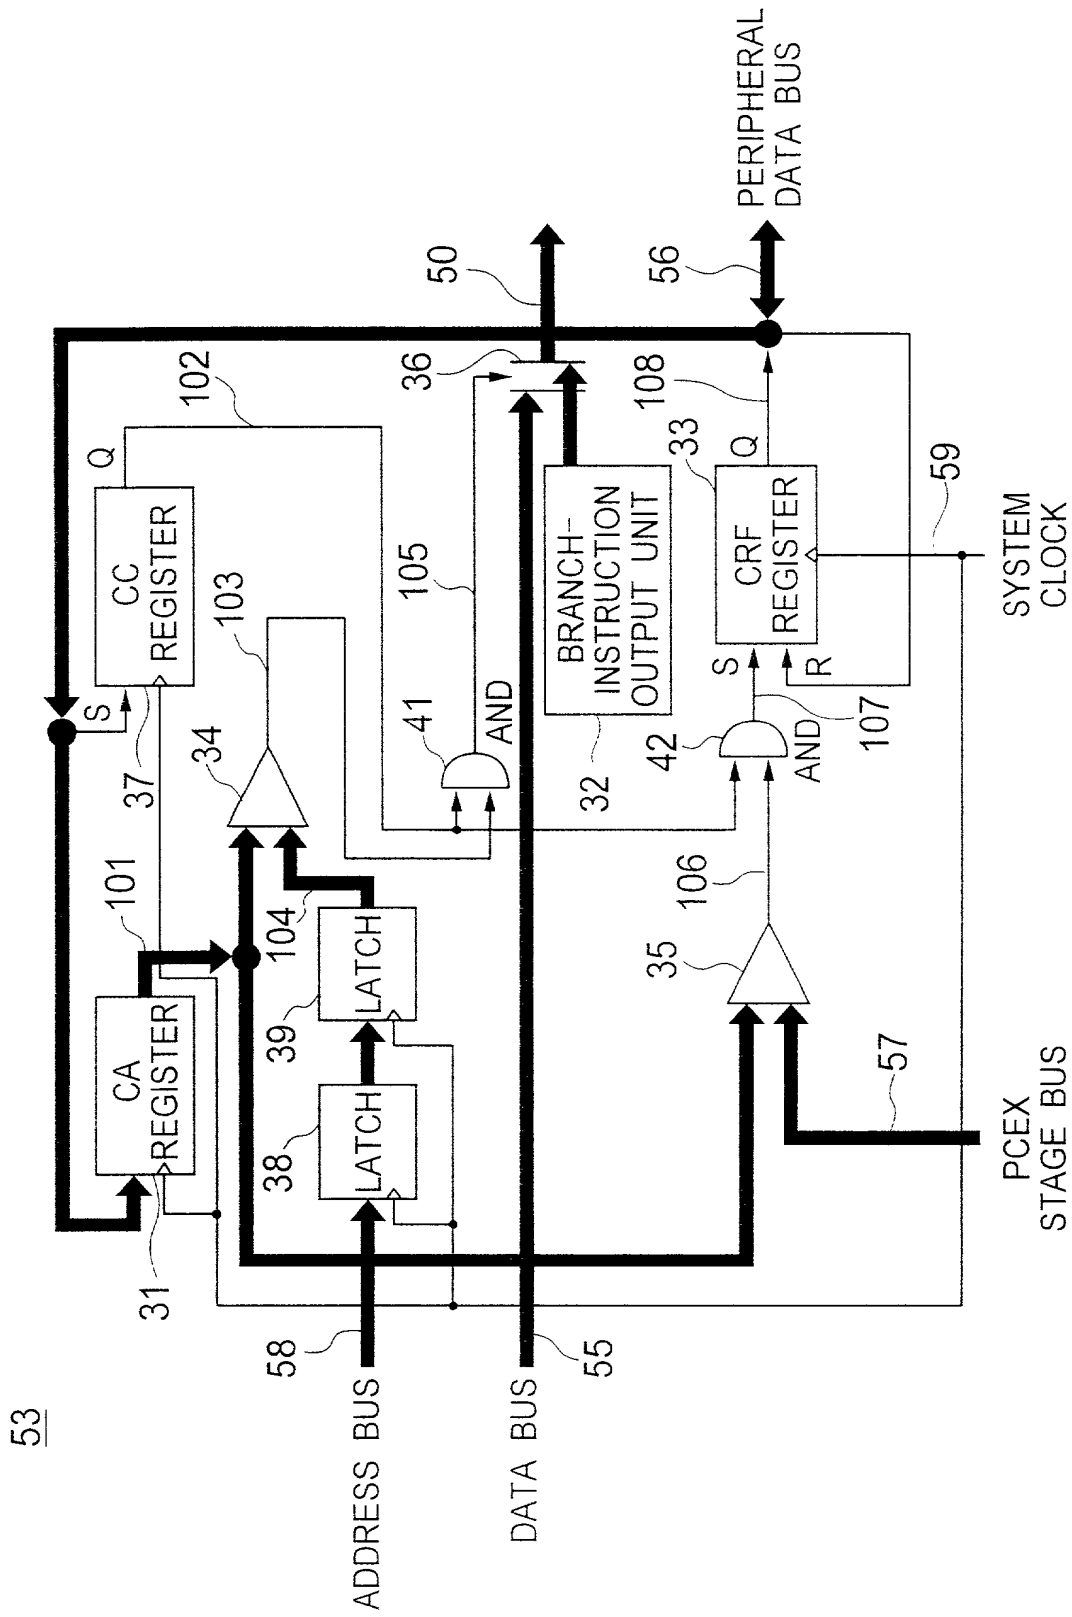 53
ADDRESS BUS
58
DATA BUS
55
31
CA
REGISTER
101
37
S
CC
REGISTER
Q
102
38
LATCH
39
LATCH
104
34
103
41
AND
105
36
50
32
BRANCH-
INSTRUCTION
OUTPUT UNIT
35
106
42
AND
107
S
R
33
CRF
REGISTER
Q
108
56
PERIPHERAL
DATA BUS
57
PCEX
STAGE BUS
59
SYSTEM
CLOCK